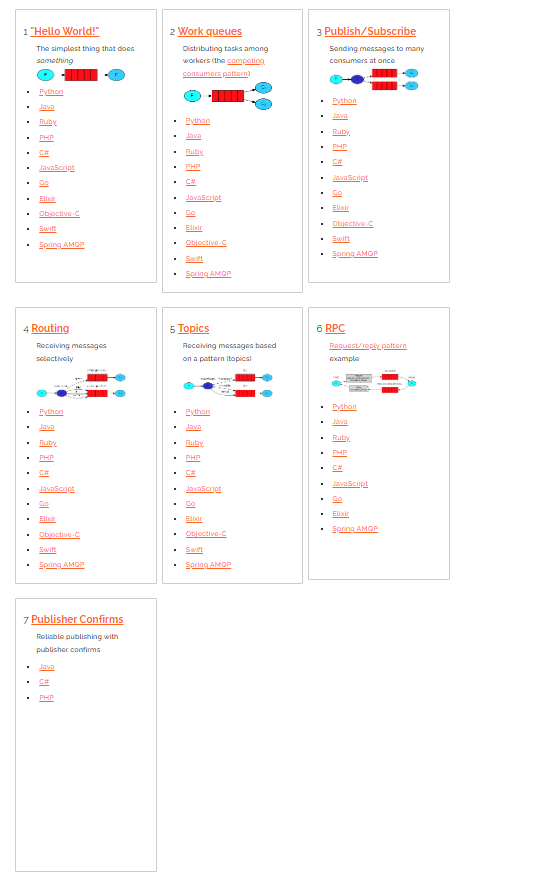 1 "Hello World!"
The simplest thing that does
something
Python
Java
Ruby
PHP
C#
JavaScript
Go
Elixir
Objective-C
Swift
Spring AMQP
2 Work queues
Distributing tasks among
workers (the competing
consumers pattern)
Python
Java
Ruby
PHP
C#
JavaScript
Go
Elixir
Objective-C
Swift
Spring AMQP
3 Publish/Subscribe
Sending messages to many
consumers at once
Python
Java
Ruby
PHP
C#
JavaScript
Go
Elixir
Objective-C
Swift
Spring AMQP
4 Routing
Receiving messages
selectively
Python
Java
Ruby
PHP
C#
JavaScript
Go
Elixir
Objective-C
Swift
Spring AMQP
5 Topics
Receiving messages based
on a pattern (topics)
Python
Java
Ruby
PHP
C#
JavaScript
Go
Elixir
Objective-C
Swift
Spring AMQP
6 RPC
Request/reply pattern
example
Python
Java
Ruby
PHP
C#
JavaScript
Go
Elixir
Spring AMQP
7 Publisher Confirms
Reliable publishing with
publisher confirms
Java
C#
PHP